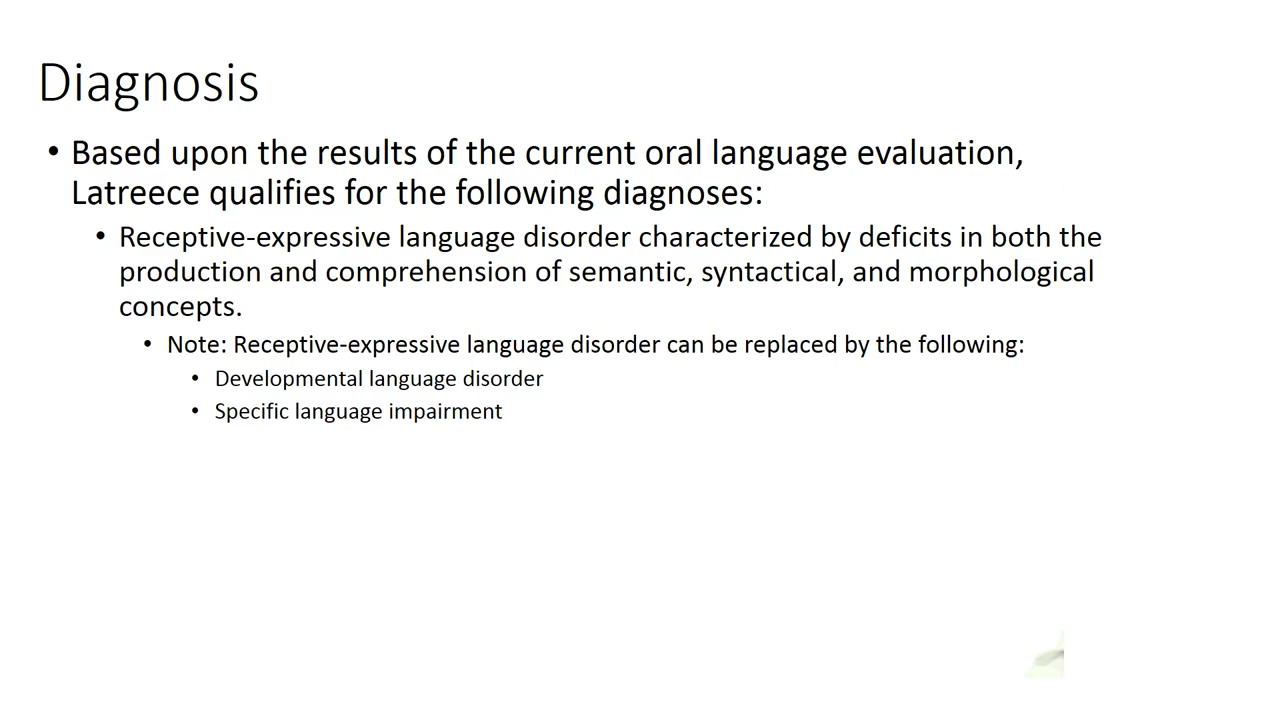 Diagnosis
• Based upon the results of the current oral language evaluation,
Latreece qualifies for the following diagnoses:
• Receptive-expressive language disorder characterized by deficits in both the
production and comprehension of semantic, syntactical, and morphological
concepts.
• Note: Receptive-expressive language disorder can be replaced by the following:
• Developmental language disorder
• Specific language impairment